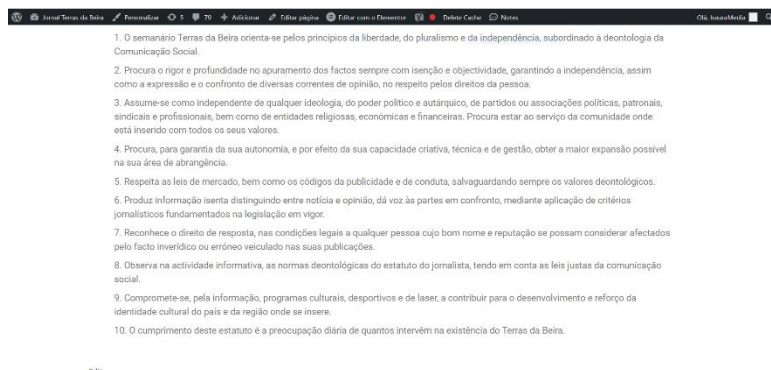 Jornal Terras da Beira Personalizar 5 79 Adicionar Editar página Editar com o Elementor Delete Cache Notes Olá,
1. O semanário Terras da Beira orienta-se pelos princípios da liberdade, do pluralismo e da independência, subordinado à deontologia da
Comunicação Social.
2. Procura o rigor e profundidade no apuramento dos factos sempre com isenção e objectividade, garantindo a independência, assim
como a expressão e o confronto de diversas correntes de opinião, no respeito pelos direitos da pessoa.
3. Assume-se como independente de qualquer ideologia, do poder político e autárquico, de partidos ou associações políticas, patronais,
sindicais e profissionais, bem como de entidades religiosas, económicas e financeiras. Procura estar ao serviço da comunidade onde
está inserido com todos os seus valores.
4. Procura, para garantia da sua autonomia, e por efeito da sua capacidade criativa, técnica e de gestão, obter a maior expansão possível
na sua área de abrangência.
5. Respeita as leis de mercado, bem como os códigos da publicidade e de conduta, salvaguardando sempre os valores deontológicos.
6. Produz informação isenta distinguindo entre notícia e opinião, dá voz às partes em confronto, mediante aplicação de critérios
jornalísticos fundamentados na legislação em vigor.
7. Reconhece o direito de resposta, nas condições legais a qualquer pessoa cujo bom nome e reputação se possam considerar afectados
pelo facto inverídico ou erróneo veiculado nas suas publicações.
8. Observa na actividade informativa, as normas deontológicas do estatuto do jornalista, tendo em conta as leis justas da comunicação
social.
9. Compromete-se, pela informação, programas culturais, desportivos e de laser, a contribuir para o desenvolvimento e reforço da
identidade cultural do país e da região onde se insere.
10. O cumprimento deste estatuto é a preocupação diária de quantos intervém na existência do Terras da Beira.